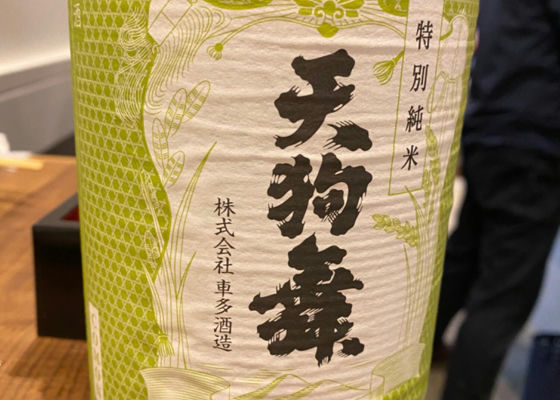 特別純米
天狗舞
株式会社 車多酒造